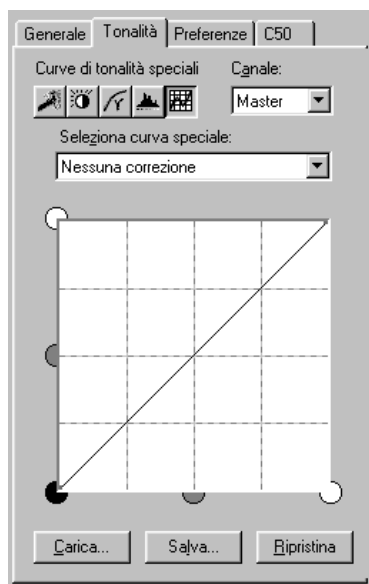 Generale Tonalità Preferenze C50
Curve di tonalità speciali Canale:
Master
Seleziona curva speciale:
Nessuna correzione
Carica... Salva... Ripristina